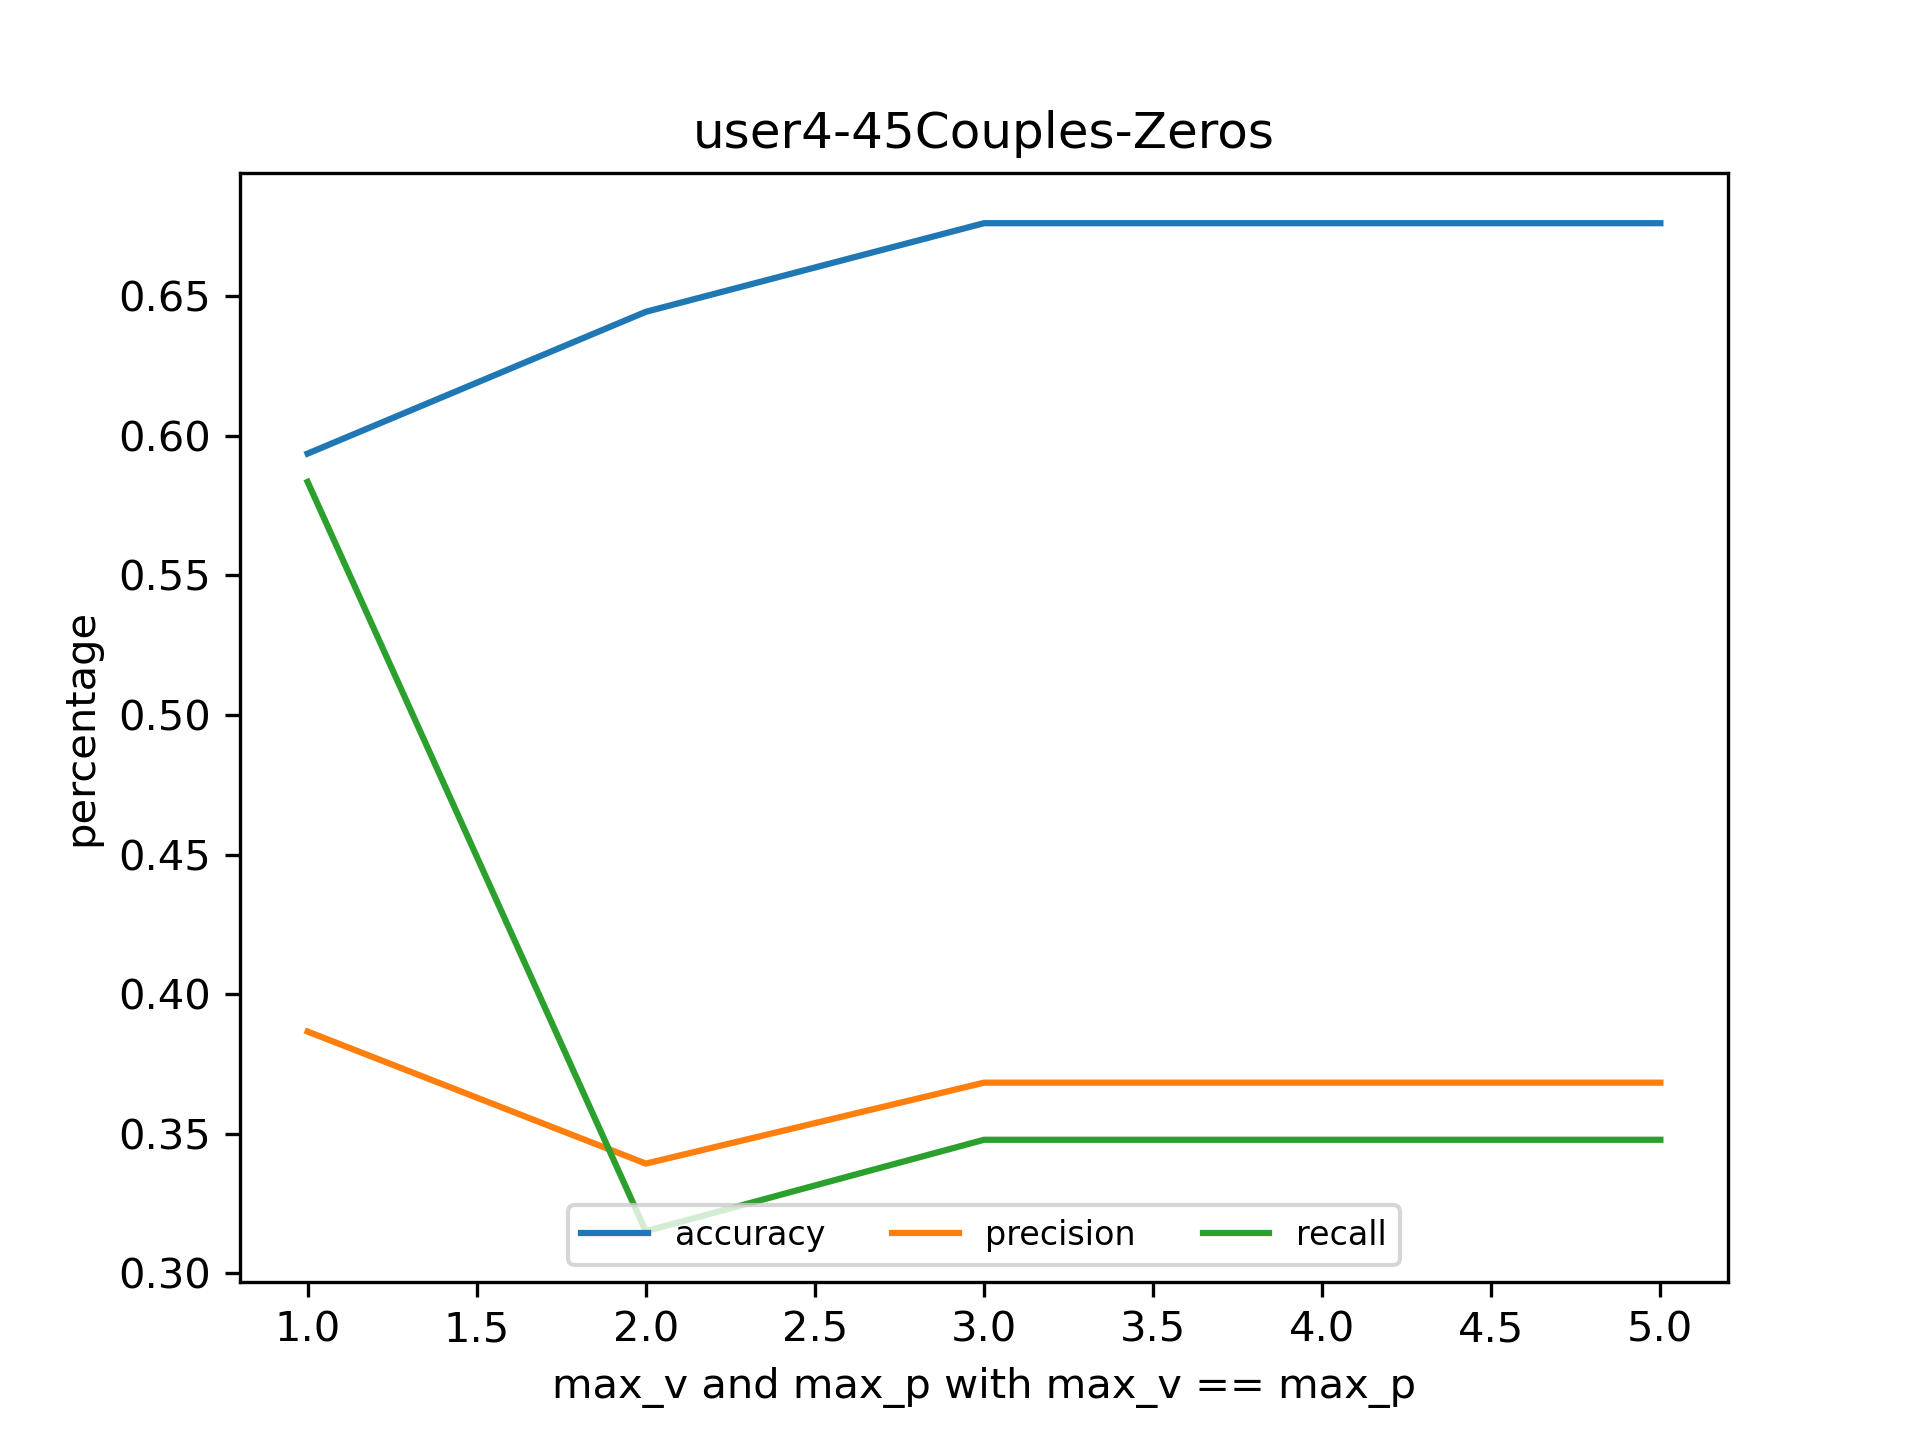 user4-45Couples-Zeros
percentage
0.65
0.60
0.55
0.50
0.45
0.40
0.35
0.30
accuracy precision recall
1.0 1.5 2.0 2.5 3.0 3.5 4.0 4.5 5.0
max_v and max_p with max_v == max_p